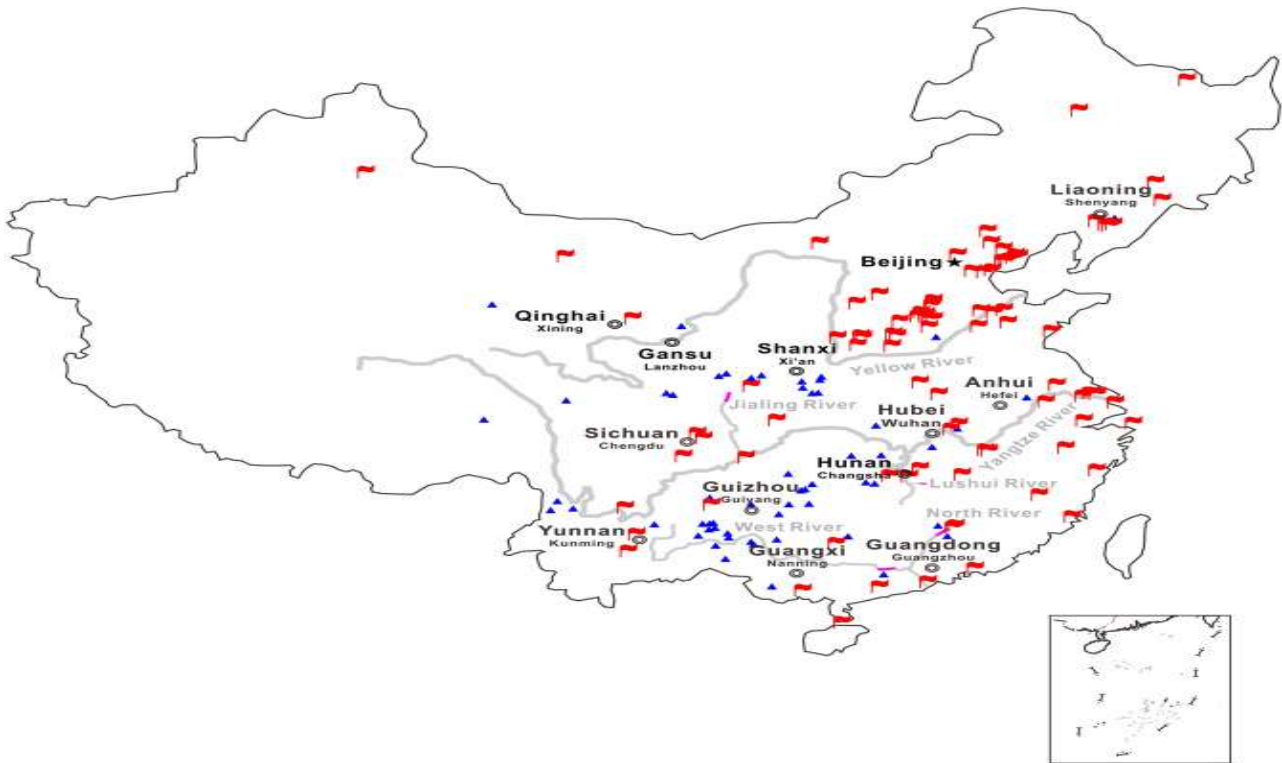 Liaoning
Shenyang
Beijing
Qinghai
Xining
Gansu
Lanzhou
Shanxi
Xi'an
Yellow River
Anhui
Hefei
Jialing River
Hubei
Wuhan
Sichuan
Chengdu
Yangtze River
Hunan
Changsha
Lushui River
Guizhou
Guiyang
North River
West River
Yunnan
Kunming
Guangxi
Nanning
Guangdong
Guangzhou